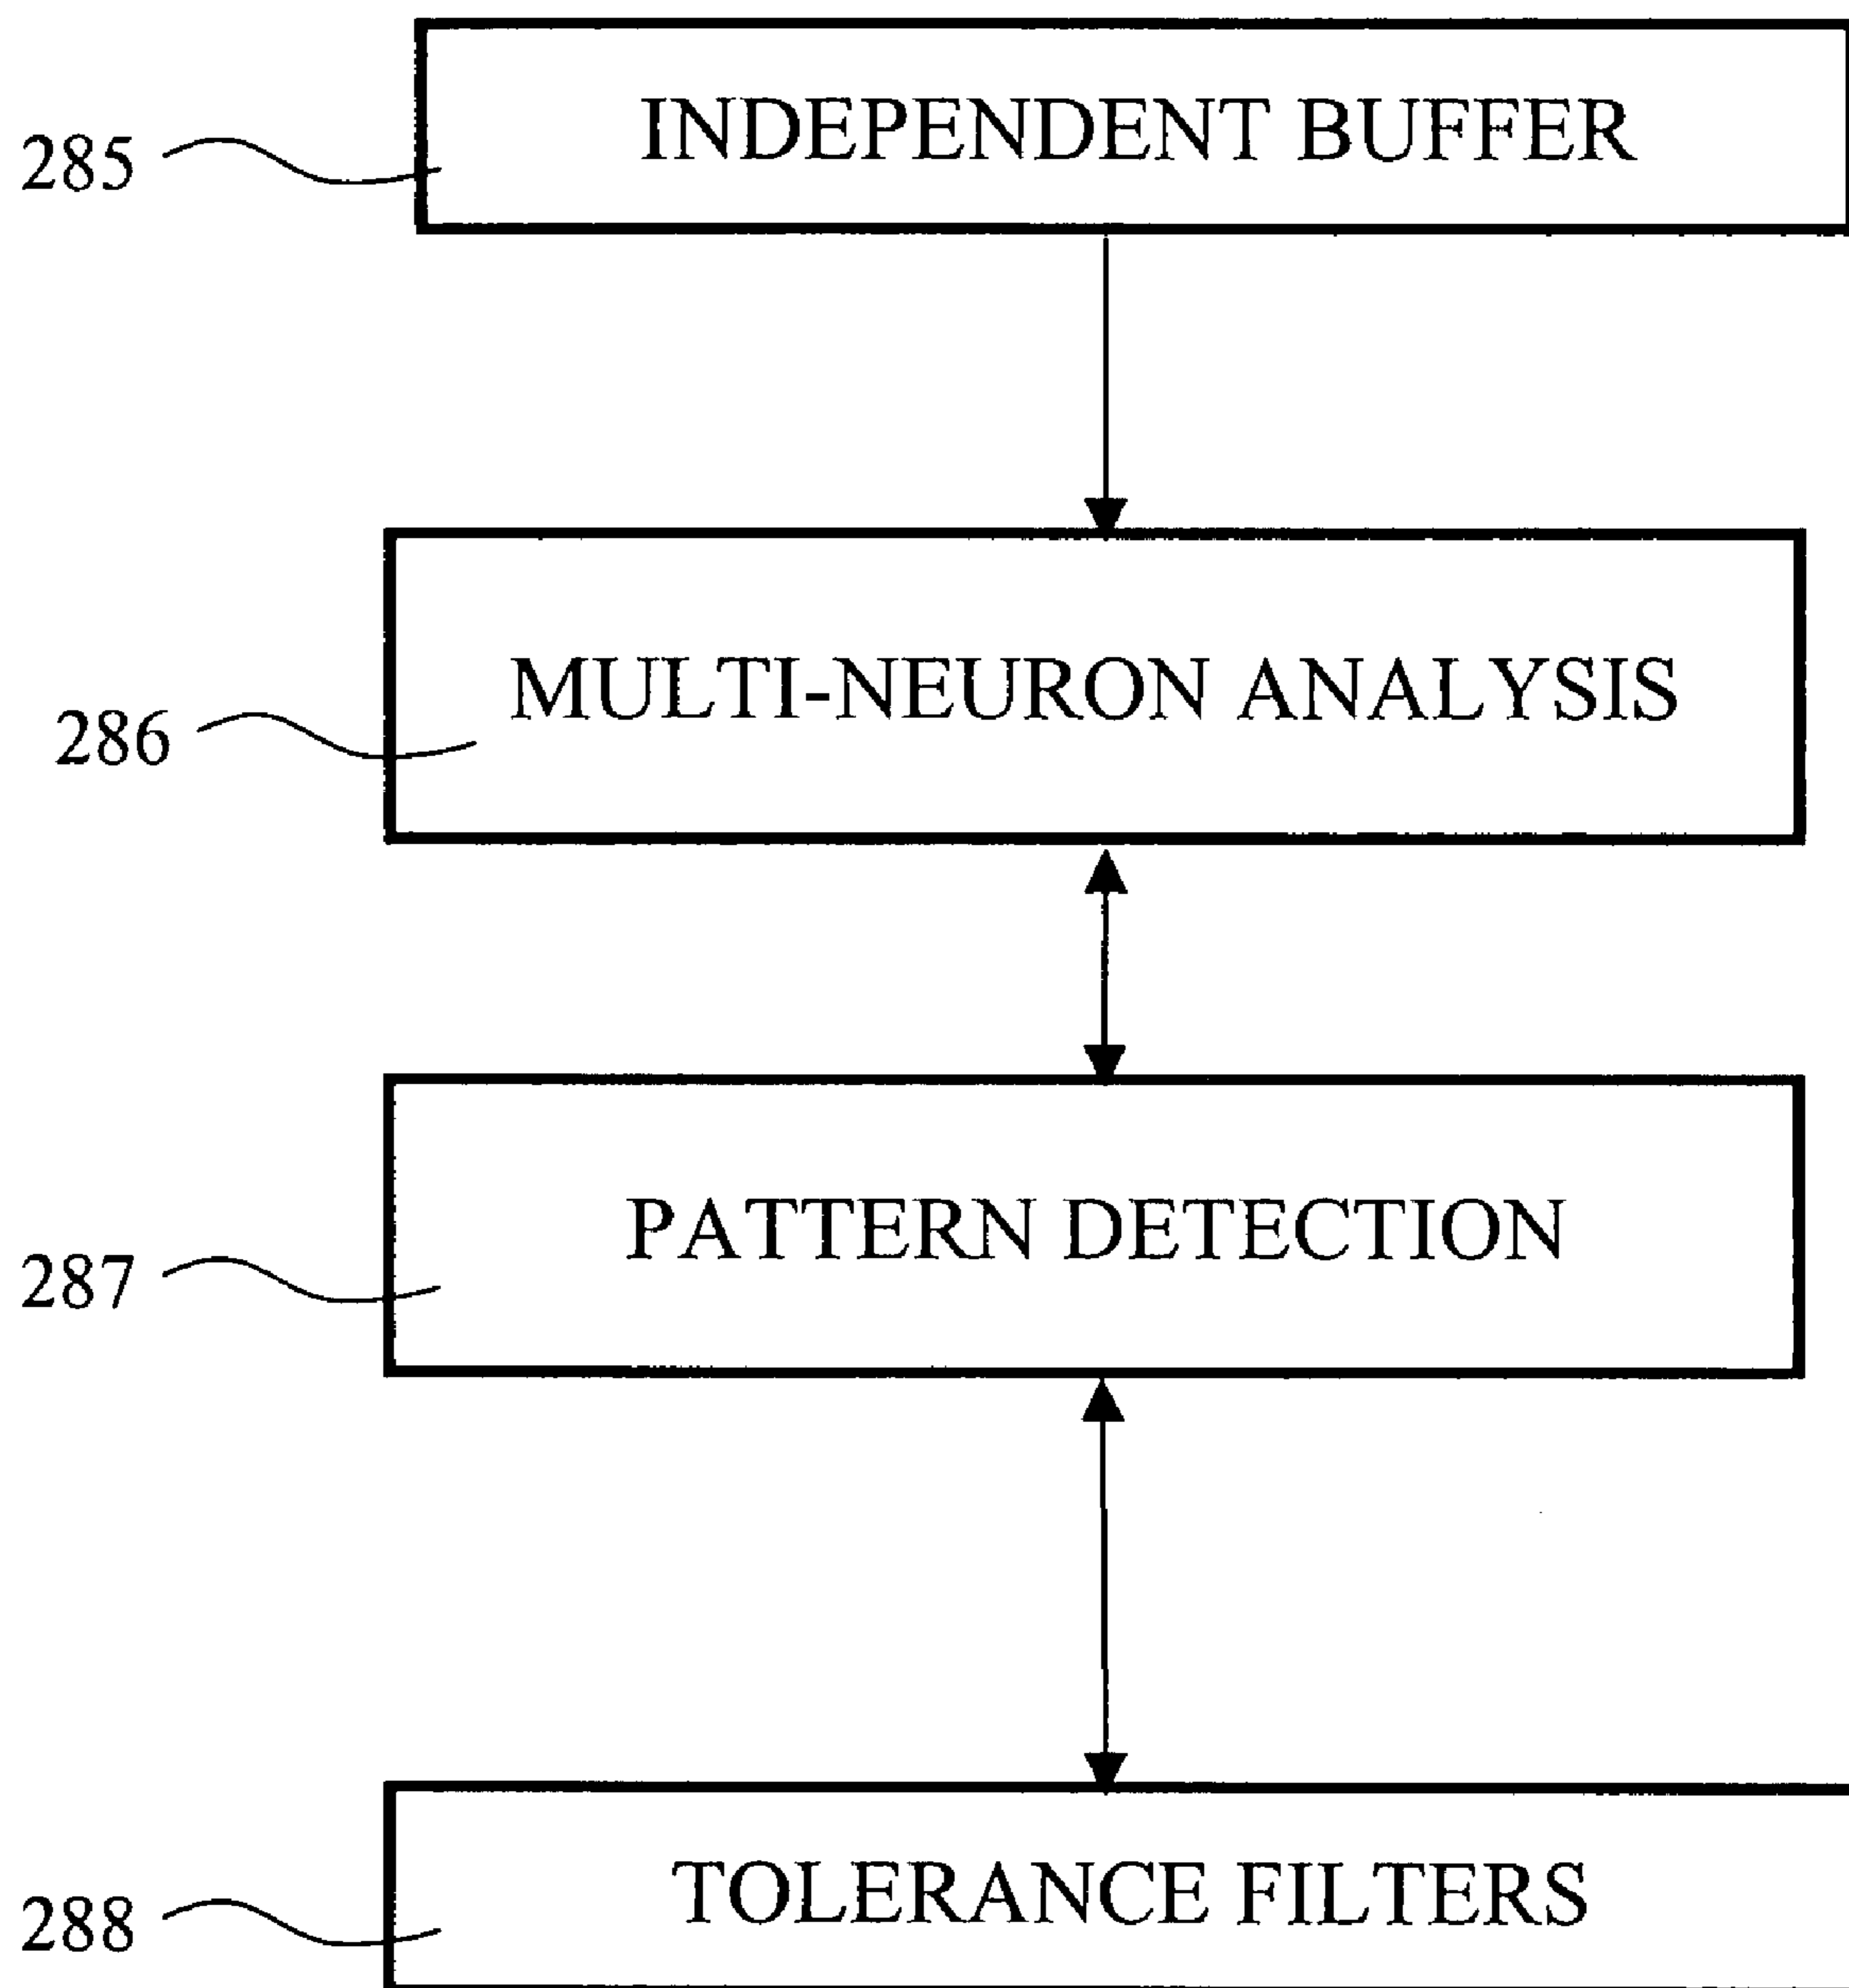 INDEPENDENT BUFFER
285
MULTI-NEURON ANALYSIS
286
PATTERN DETECTION
287
TOLERANCE FILTERS
288